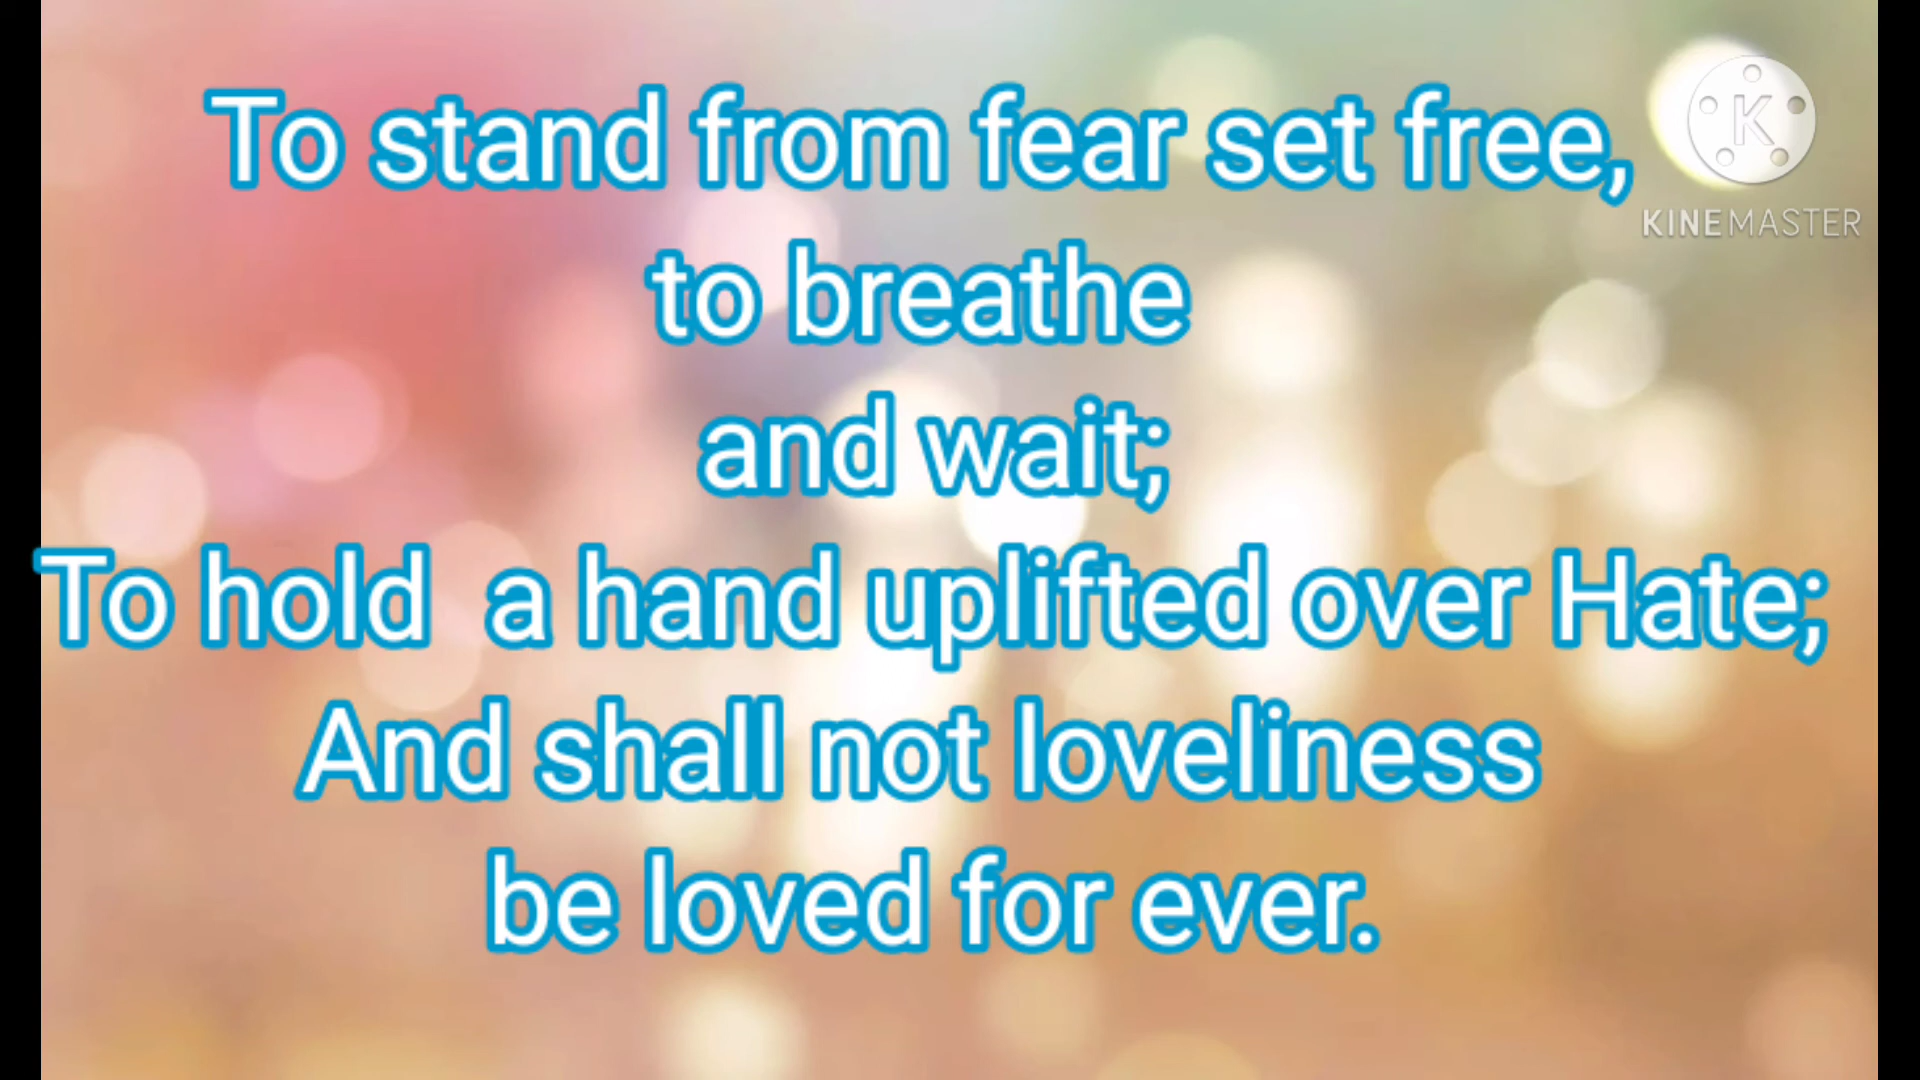 To stand from fear set free,
to breathe
and wait;
To hold  a hand uplifted over Hate;
And shall not loveliness
be loved for ever.
K
KINEMASTER